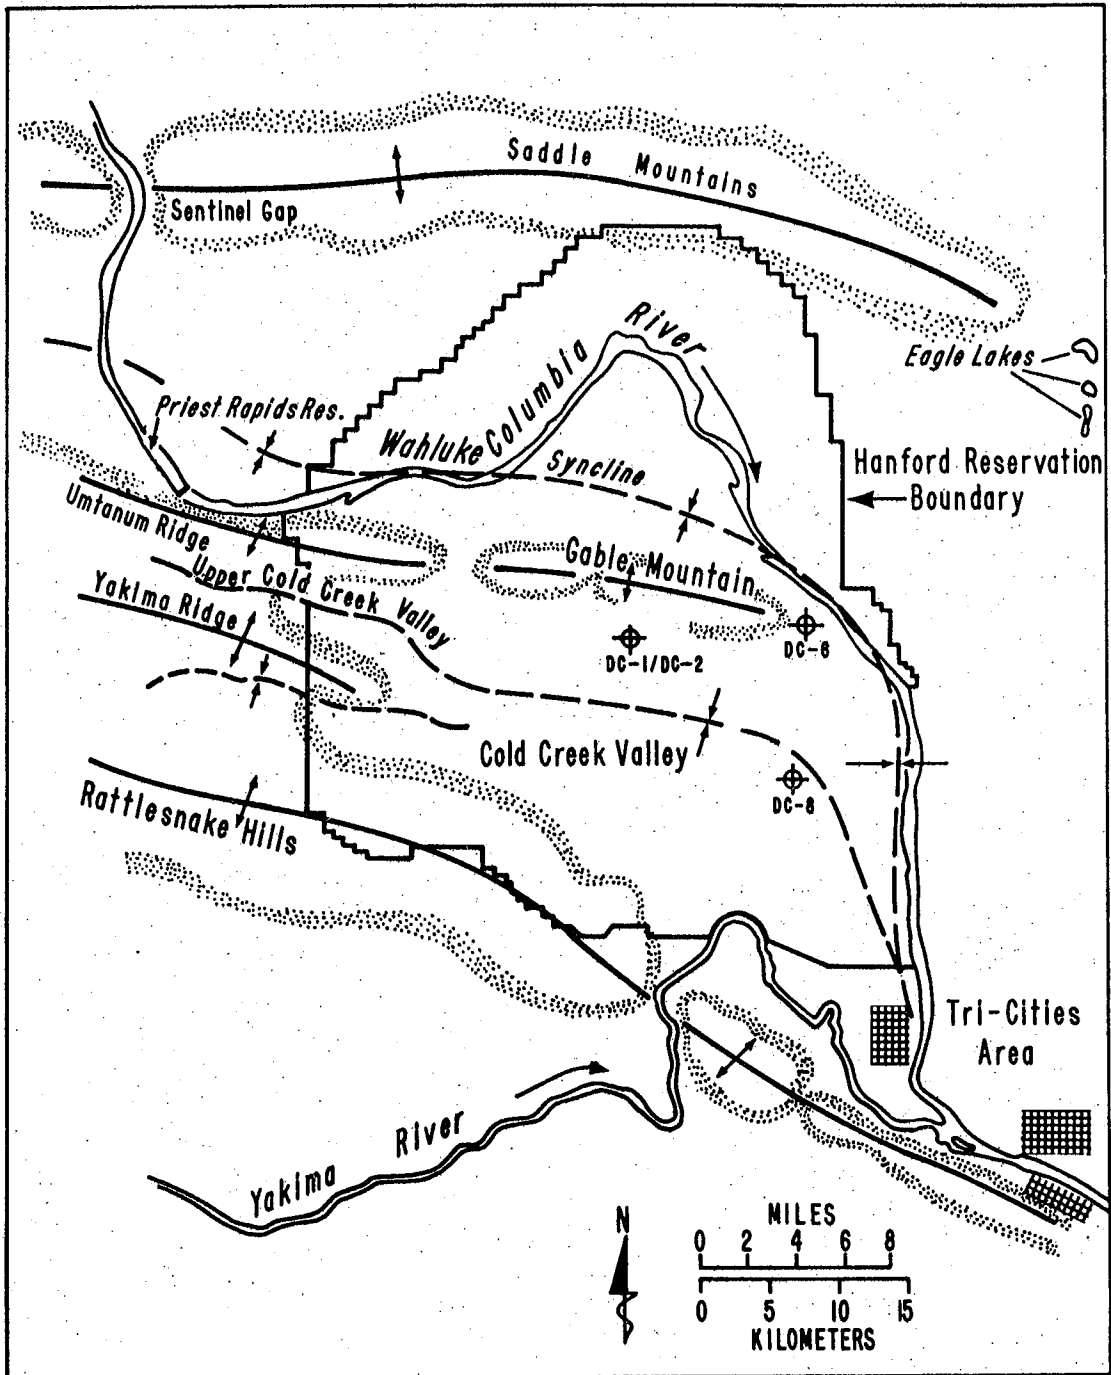 Saddle Mountains
Sentinel Gap
River
Columbia
Eagle Lakes
Priest Rapids Res.
Wahluke
Syncline
Hanford Reservation
Boundary
Umtanum Ridge
Gable Mountain
Upper Cold Creek Valley
Yakima Ridge
DC-6
DC-1/DC-2
Cold Creek Valley
DC-8
Rattlesnake Hills
Tri-Cities
Area
Yakima River
N
MILES
0 2 4 6 8
0 5 10 15
KILOMETERS